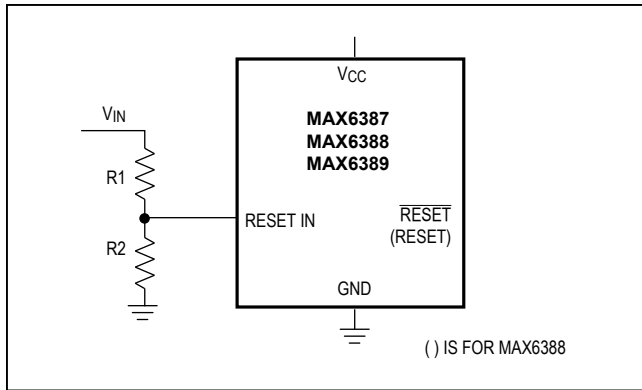 VCC
VIN
MAX6387
MAX6388
MAX6389
R1
RESET IN
RESET
(RESET)
R2
GND
( ) IS FOR MAX6388